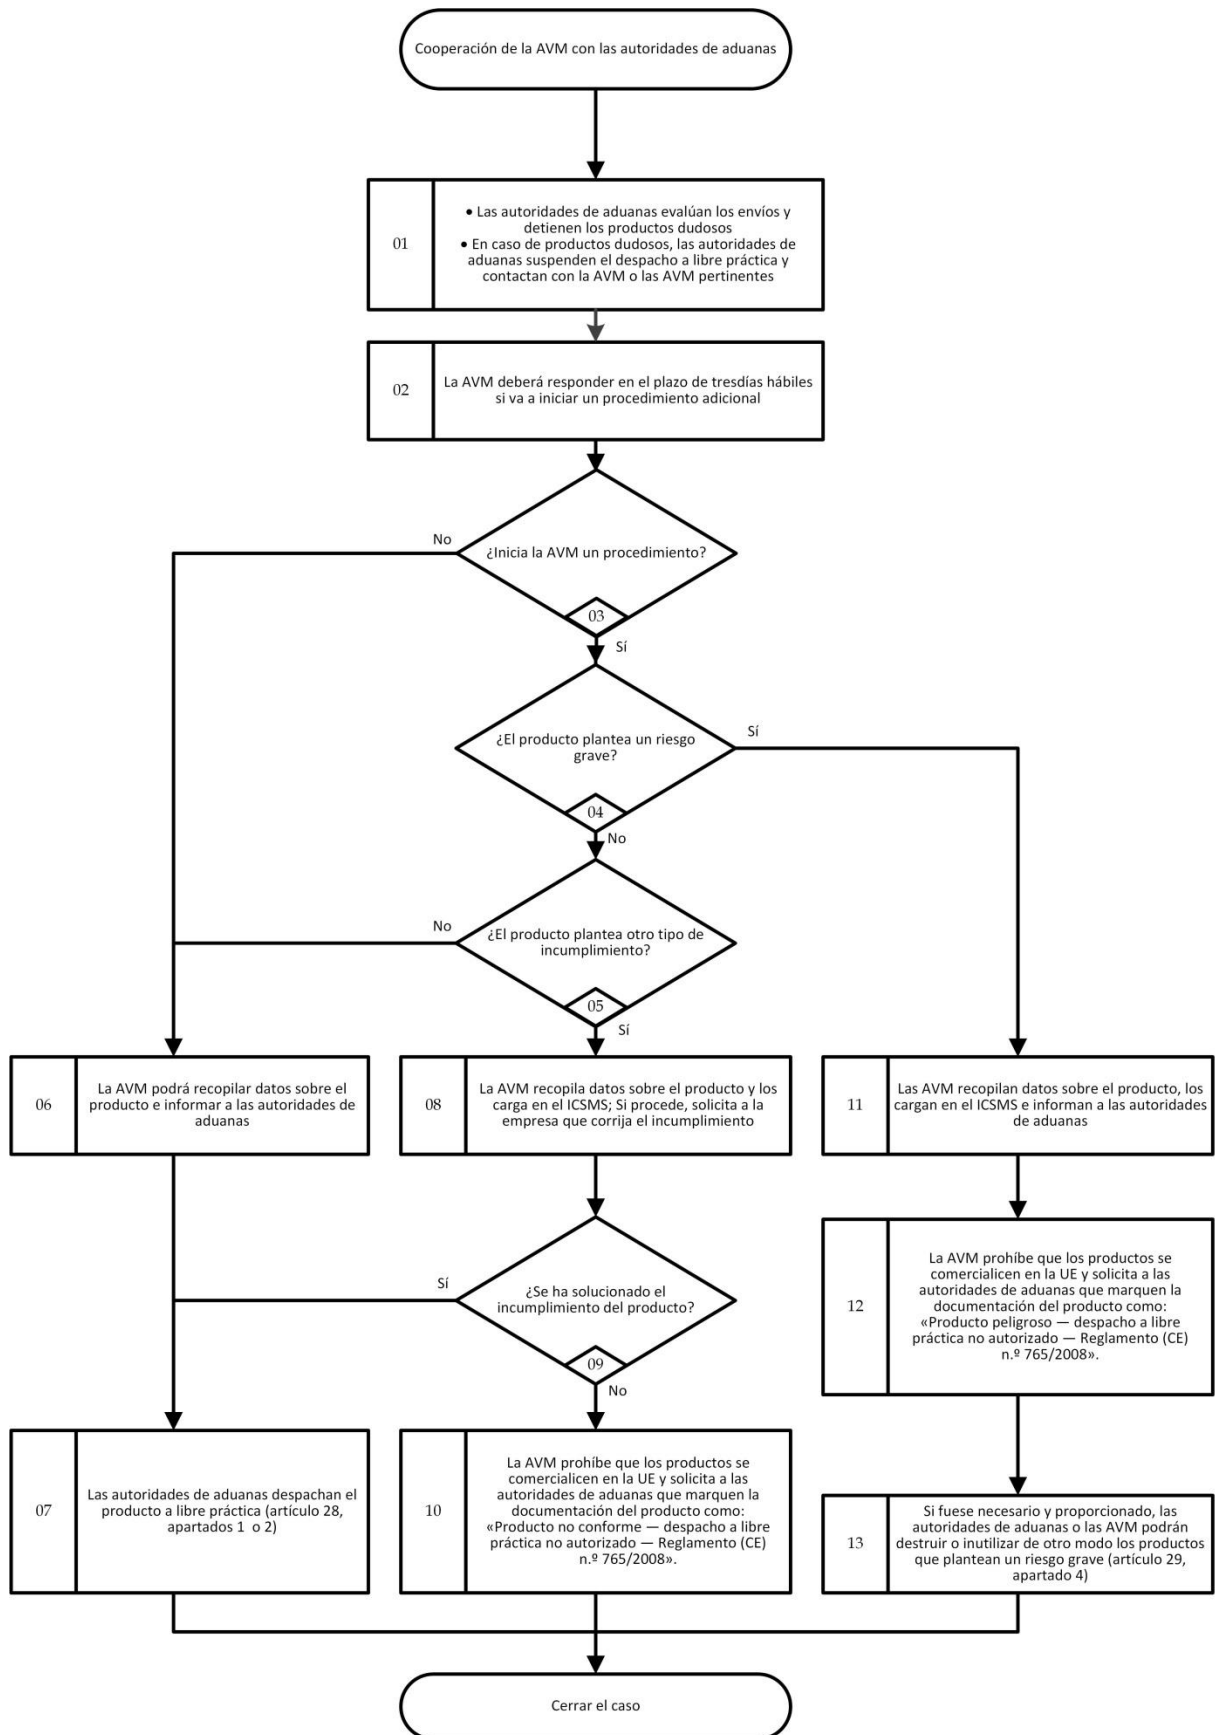 Cooperación de la AVM con las autoridades de aduanas
01
• Las autoridades de aduanas evalúan los envíos y
detienen los productos dudosos
• En caso de productos dudosos, las autoridades de
aduanas suspenden el despacho a libre práctica y
contactan con la AVM o las AVM pertinentes
02
La AVM deberá responder en el plazo de tresdías hábiles
si va a iniciar un procedimiento adicional
No
¿Inicia la AVM un procedimiento?
03
Sí
¿El producto plantea un riesgo
grave?
Sí
04
No
No
¿El producto plantea otro tipo de
incumplimiento?
05
Sí
06
La AVM podrá recopilar datos sobre el
producto e informar a las autoridades de
aduanas
08
La AVM recopila datos sobre el producto y los
carga en el ICSMS; Si procede, solicita a la
empresa que corrija el incumplimiento
11
Las AVM recopilan datos sobre el producto, los
cargan en el ICSMS e informan a las autoridades
de aduanas
Sí
¿Se ha solucionado el
incumplimiento del producto?
09
No
12
La AVM prohíbe que los productos se
comercialicen en la UE y solicita a las
autoridades de aduanas que marquen la
documentación del producto como:
«Producto peligroso — despacho a libre
práctica no autorizado — Reglamento (CE)
n.º 765/2008».
07
Las autoridades de aduanas despachan el
producto a libre práctica (artículo 28,
apartados 1 o 2)
10
La AVM prohíbe que los productos se
comercialicen en la UE y solicita a las
autoridades de aduanas que marquen la
documentación del producto como:
«Producto no conforme — despacho a libre
práctica no autorizado — Reglamento (CE)
n.º 765/2008».
13
Si fuese necesario y proporcionado, las
autoridades de aduanas o las AVM podrán
destruir o inutilizar de otro modo los productos
que plantean un riesgo grave (artículo 29,
apartado 4)
Cerrar el caso